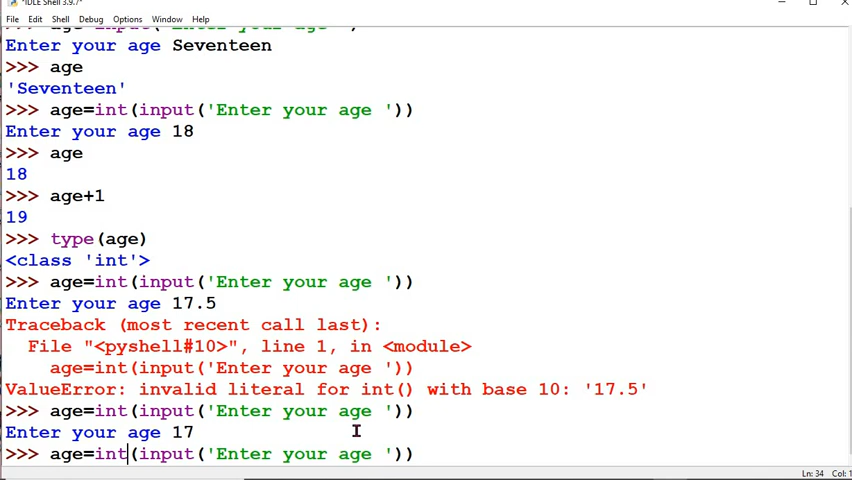 *IDLE Shell 3.9.7*
File Edit Shell Debug Options Window Help
Enter your age Seventeen
>>> age
'Seventeen'
>>> age=int(input('Enter your age '))
Enter your age 18
>>> age
18
>>> age+1
19
>>> type(age)
<class 'int'>
>>> age=int(input('Enter your age '))
Enter your age 17.5
Traceback (most recent call last):
  File "<pyshell#10>", line 1, in <module>
    age=int(input('Enter your age '))
ValueError: invalid literal for int() with base 10: '17.5'
>>> age=int(input('Enter your age '))
Enter your age 17
>>> age=int(input('Enter your age '))
Ln: 34 Col: 1